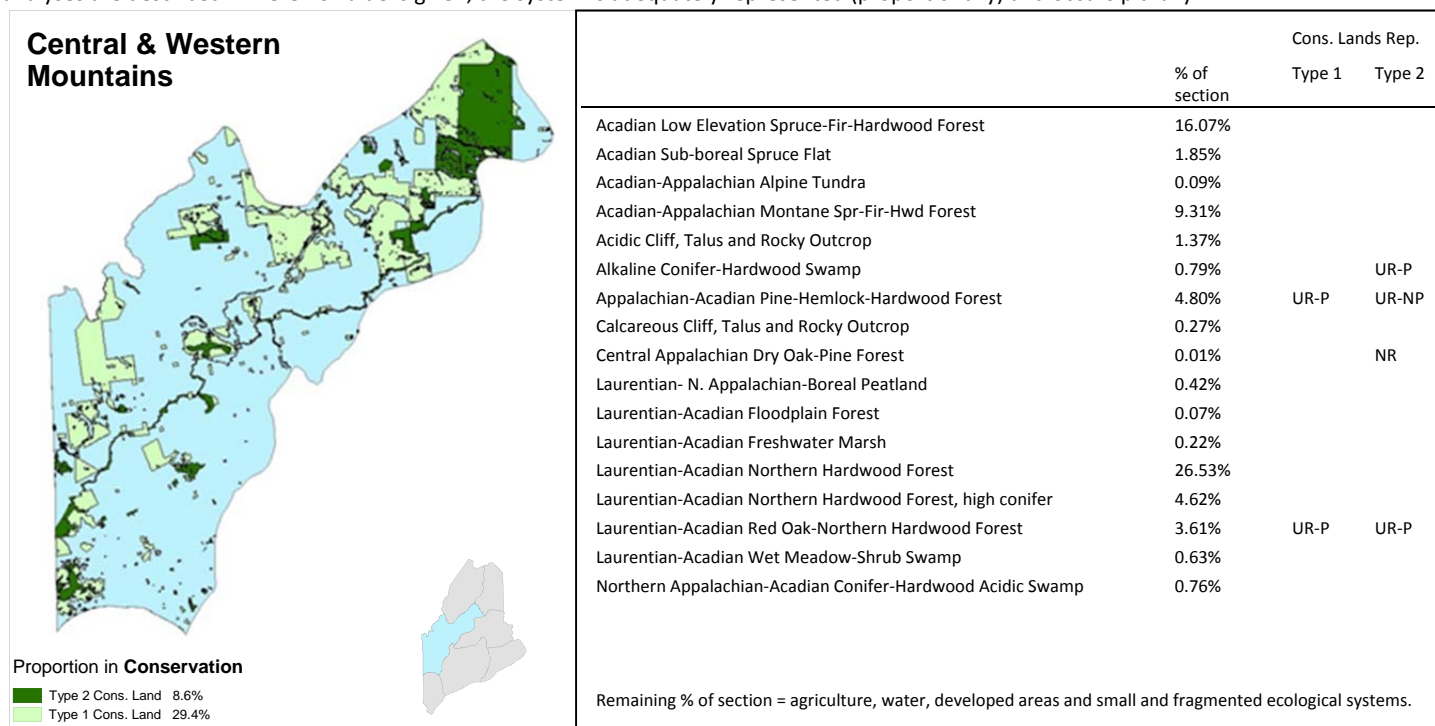 Central & Western
Mountains
Proportion in Conservation
Type 2 Cons. Land 8.6%
Type 1 Cons. Land 29.4%
Cons. Lands Rep.
% of section Type 1 Type 2
Acadian Low Elevation Spruce-Fir-Hardwood Forest 16.07%
Acadian Sub-boreal Spruce Flat 1.85%
Acadian-Appalachian Alpine Tundra 0.09%
Acadian-Appalachian Montane Spr-Fir-Hwd Forest 9.31%
Acidic Cliff, Talus and Rocky Outcrop 1.37%
Alkaline Conifer-Hardwood Swamp 0.79% UR-P
Appalachian-Acadian Pine-Hemlock-Hardwood Forest 4.80% UR-P UR-NP
Calcareous Cliff, Talus and Rocky Outcrop 0.27%
Central Appalachian Dry Oak-Pine Forest 0.01% NR
Laurentian- N. Appalachian-Boreal Peatland 0.42%
Laurentian-Acadian Floodplain Forest 0.07%
Laurentian-Acadian Freshwater Marsh 0.22%
Laurentian-Acadian Northern Hardwood Forest 26.53%
Laurentian-Acadian Northern Hardwood Forest, high conifer 4.62%
Laurentian-Acadian Red Oak-Northern Hardwood Forest 3.61% UR-P UR-P
Laurentian-Acadian Wet Meadow-Shrub Swamp 0.63%
Northern Appalachian-Acadian Conifer-Hardwood Acidic Swamp 0.76%
Remaining % of section = agriculture, water, developed areas and small and fragmented ecological systems.